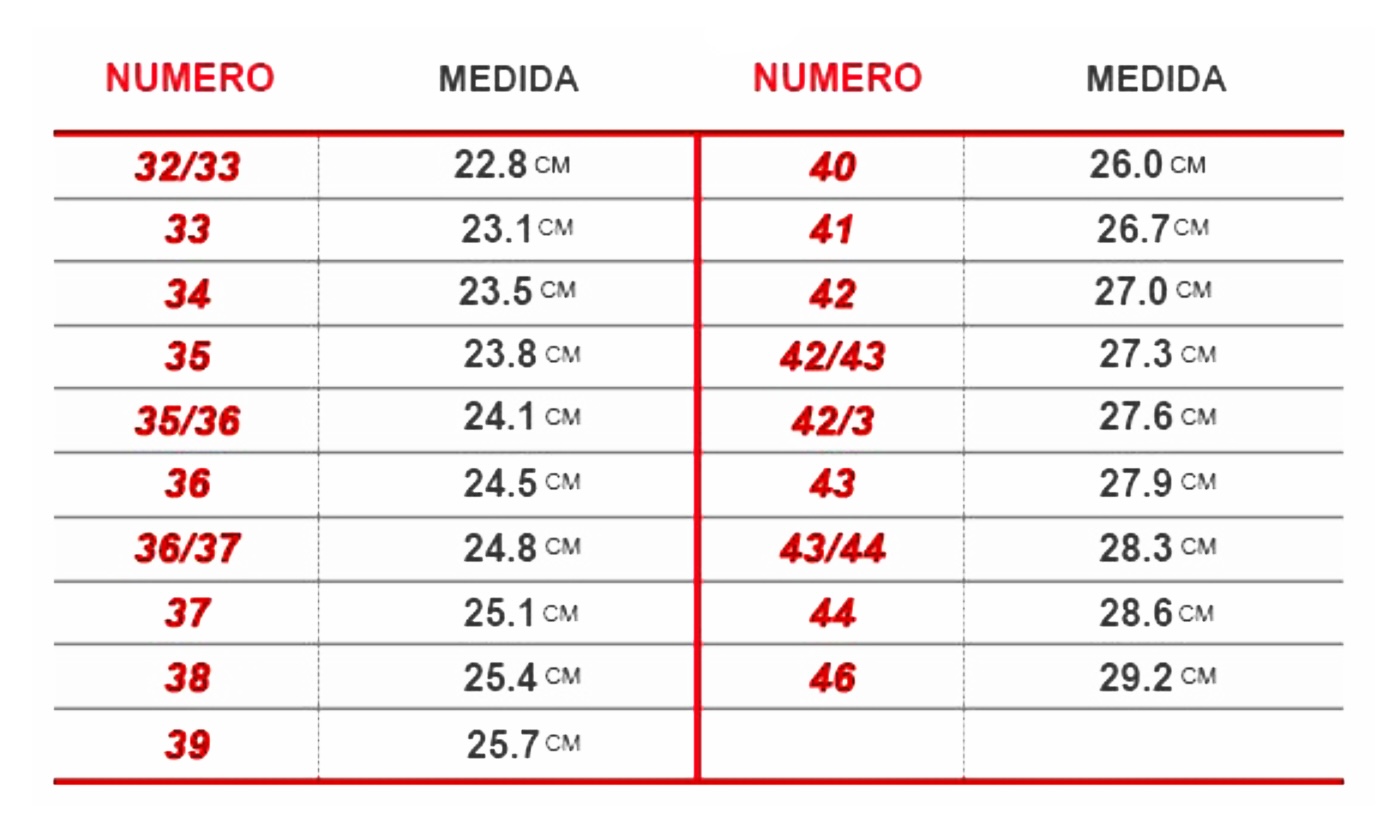 NUMERO MEDIDA NUMERO MEDIDA
32/33 22.8 CM 40 26.0 CM
33 23.1 CM 41 26.7 CM
34 23.5 CM 42 27.0 CM
35 23.8 CM 42/43 27.3 CM
35/36 24.1 CM 42/3 27.6 CM
36 24.5 CM 43 27.9 CM
36/37 24.8 CM 43/44 28.3 CM
37 25.1 CM 44 28.6 CM
38 25.4 CM 46 29.2 CM
39 25.7 CM